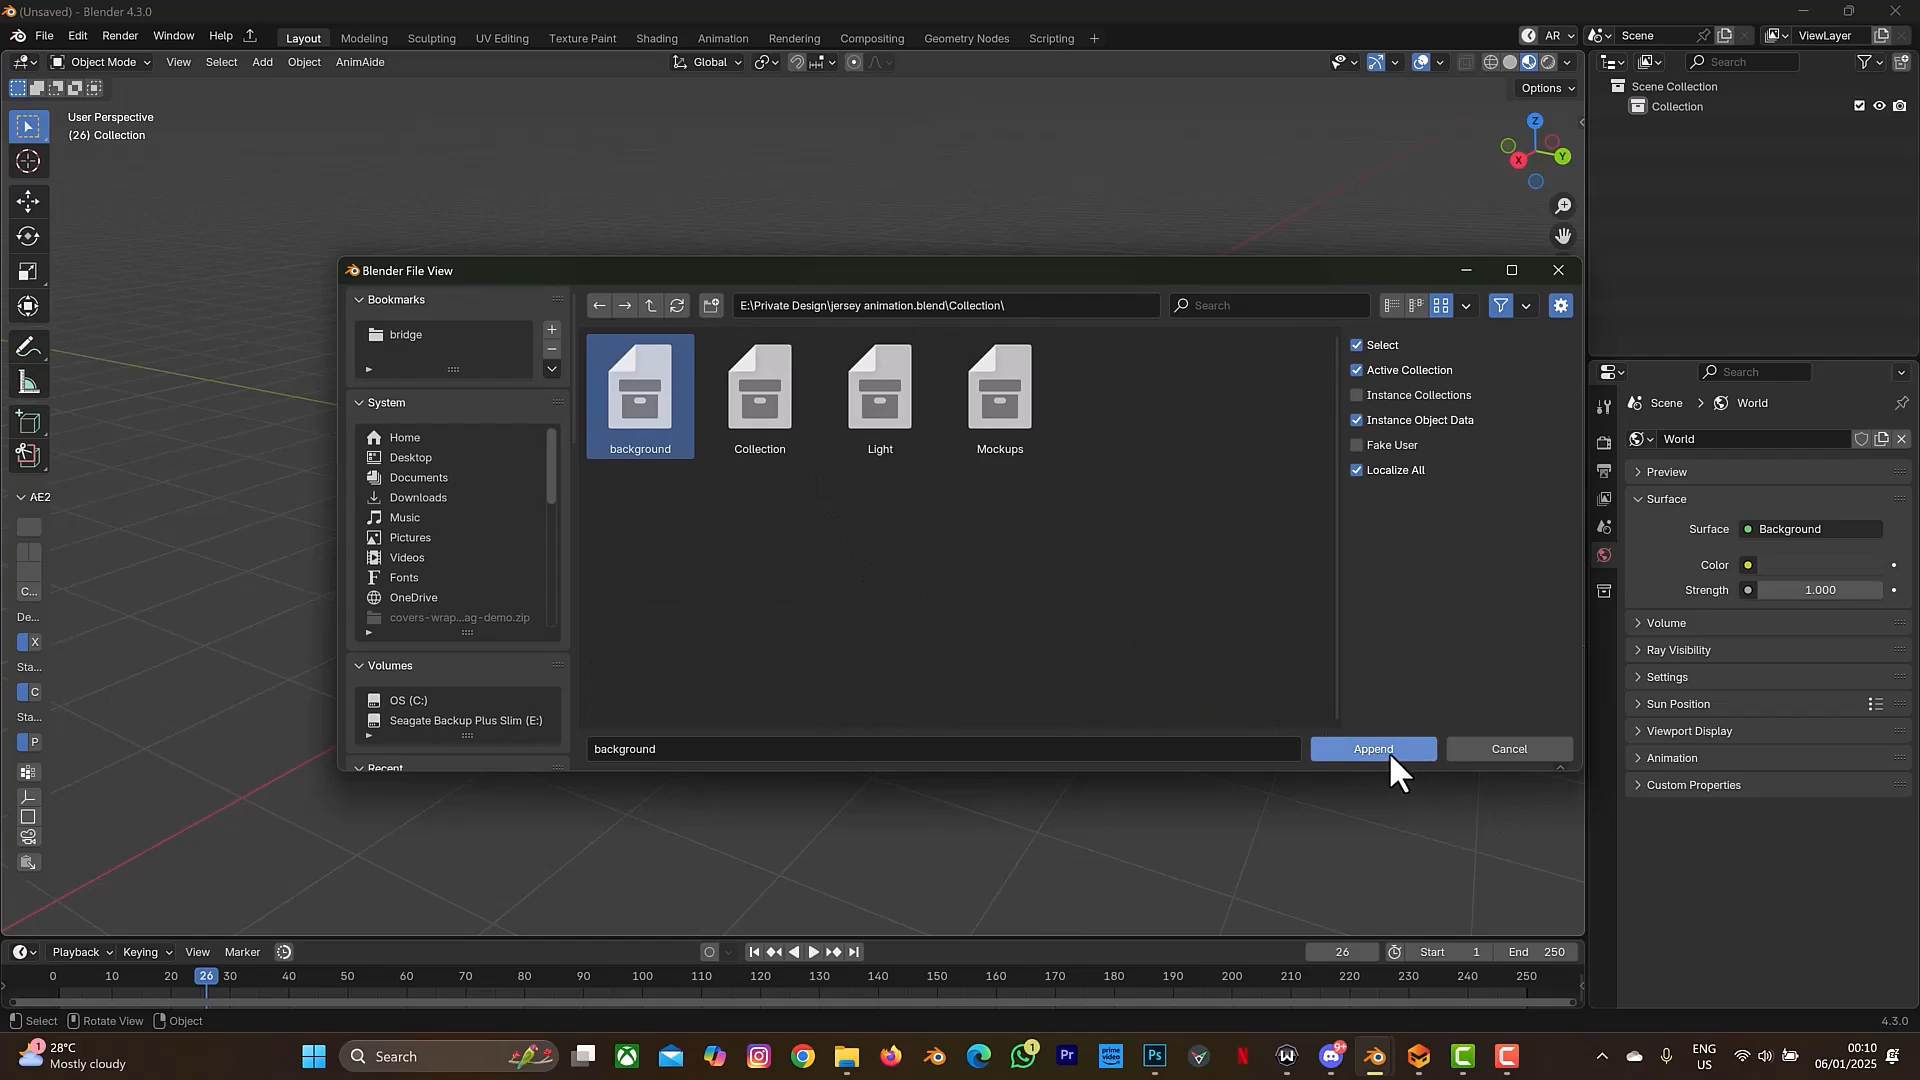 (Unsaved) - Blender 4.3.0
File Edit Render Window Help
Layout Modeling Sculpting UV Editing Texture Paint Shading Animation Rendering Compositing Geometry Nodes Scripting +
AR Scene ViewLayer
Object Mode View Select Add Object AnimAide
Global
Search
Options
User Perspective
(26) Collection
Z
X
Y
Scene Collection
Collection
Blender File View
Bookmarks
bridge
System
Home
Desktop
Documents
Downloads
Music
Pictures
Videos
Fonts
OneDrive
covers-wrap...ag-demo.zip
Volumes
OS (C:)
Seagate Backup Plus Slim (E:)
Recent
E:\Private Design\jersey animation.blend\Collection\
Search
background
Collection
Light
Mockups
Select
Active Collection
Instance Collections
Instance Object Data
Fake User
Localize All
background
Append
Cancel
AE2
C...
De...
X
Sta...
C
Sta...
P
Search
Scene > World
World
Preview
Surface
Surface Background
Color
Strength 1.000
Volume
Ray Visibility
Settings
Sun Position
Viewport Display
Animation
Custom Properties
Playback Keying View Marker
26 Start 1 End 250
0 10 20 26 30 40 50 60 70 80 90 100 110 120 130 140 150 160 170 180 190 200 210 220 230 240 250
Select Rotate View Object
4.3.0
1
28°C
Mostly cloudy
Search
1
Pr
prime video
Ps
9+
ENG
US
00:10
06/01/2025